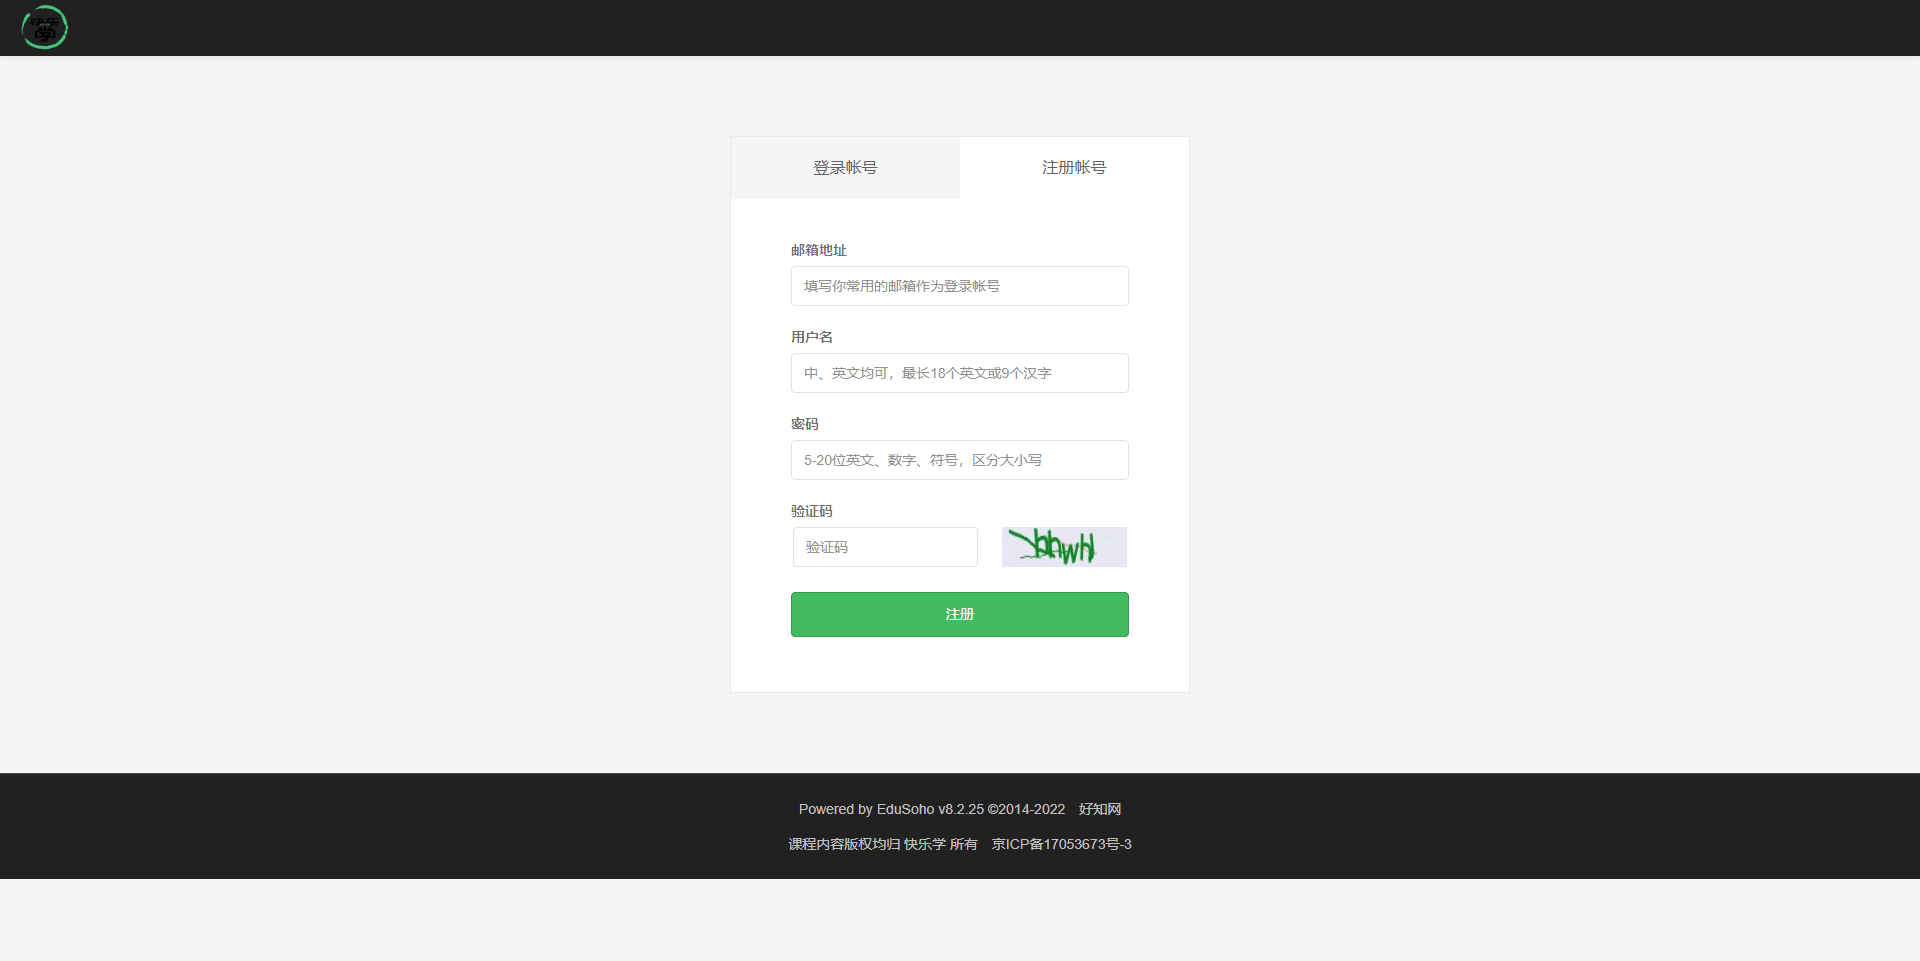 快乐
學
登录帐号
注册帐号
邮箱地址
填写你常用的邮箱作为登录帐号
用户名
中、英文均可，最长18个英文或9个汉字
密码
5-20位英文、数字、符号，区分大小写
验证码
验证码
注册
Powered by EduSoho v8.2.25 ©2014-2022 好知网
课程内容版权均归 快乐学 所有 京ICP备17053673号-3